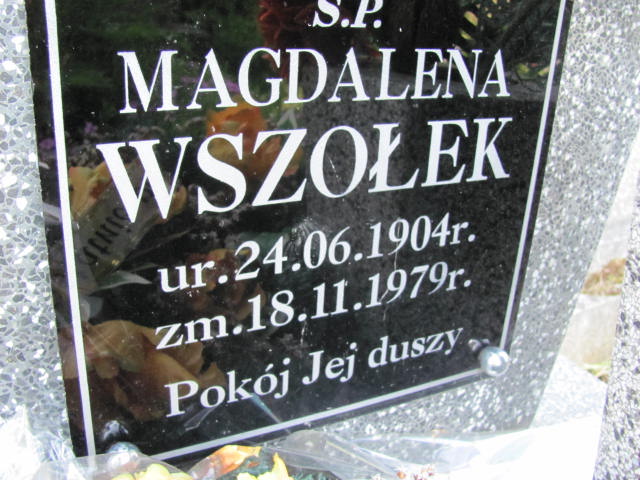 Ś.P.
MAGDALENA
WSZOŁEK
ur.24.06.1904r.
zm.18.11.1979r.
Pokój Jej duszy